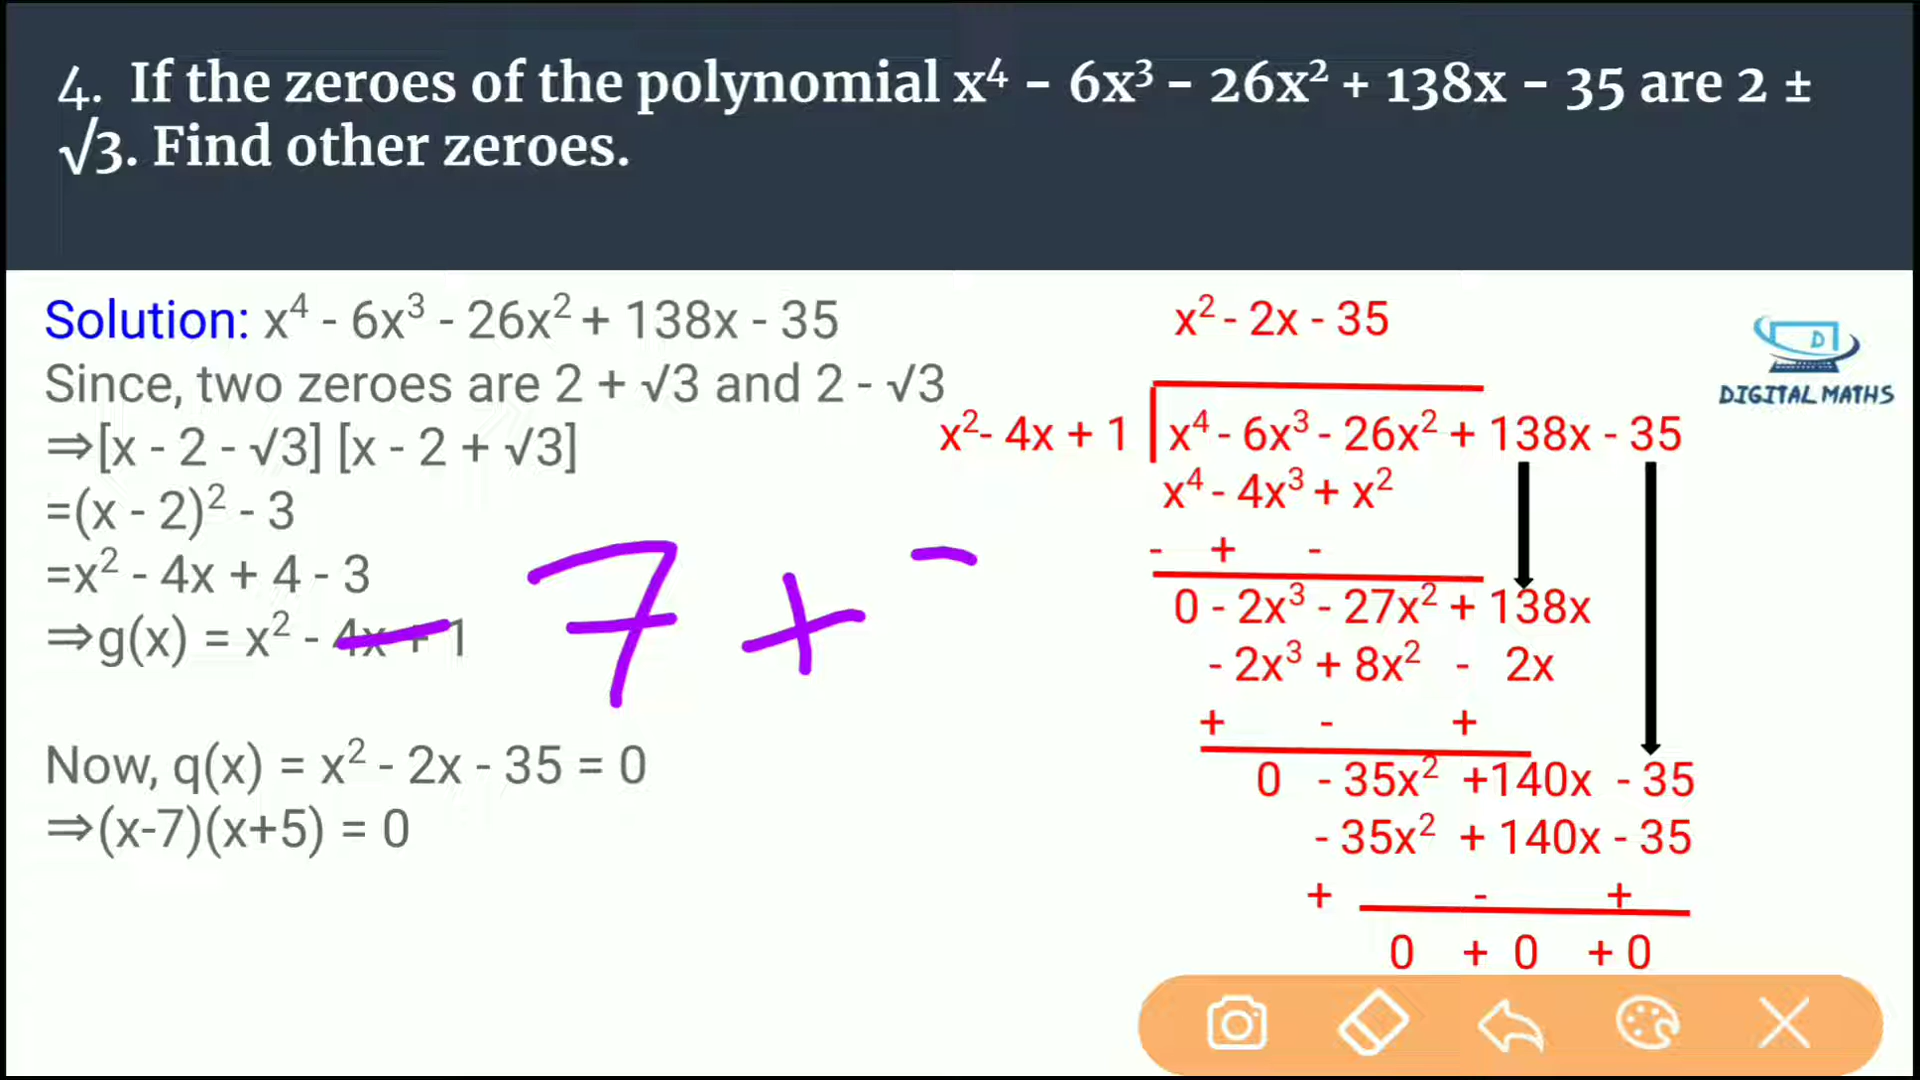 4. If the zeroes of the polynomial x⁴ - 6x³ - 26x² + 138x - 35 are 2 ±
√3. Find other zeroes.
Solution: x⁴ - 6x³ - 26x² + 138x - 35
Since, two zeroes are 2 + √3 and 2 - √3
⇒[x - 2 - √3] [x - 2 + √3]
=(x - 2)² - 3
=x² - 4x + 4 - 3
⇒g(x) = x² - 4x + 1
7 +
Now, q(x) = x² - 2x - 35 = 0
⇒(x-7)(x+5) = 0
x² - 2x - 35
x²- 4x + 1
x⁴ - 6x³ - 26x² + 138x - 35
x⁴ - 4x³ + x²
- + -
0 - 2x³ - 27x² + 138x
- 2x³ + 8x² - 2x
+ - +
0 - 35x² +140x - 35
- 35x² + 140x - 35
+ - +
0 + 0 + 0
D
DIGITAL MATHS